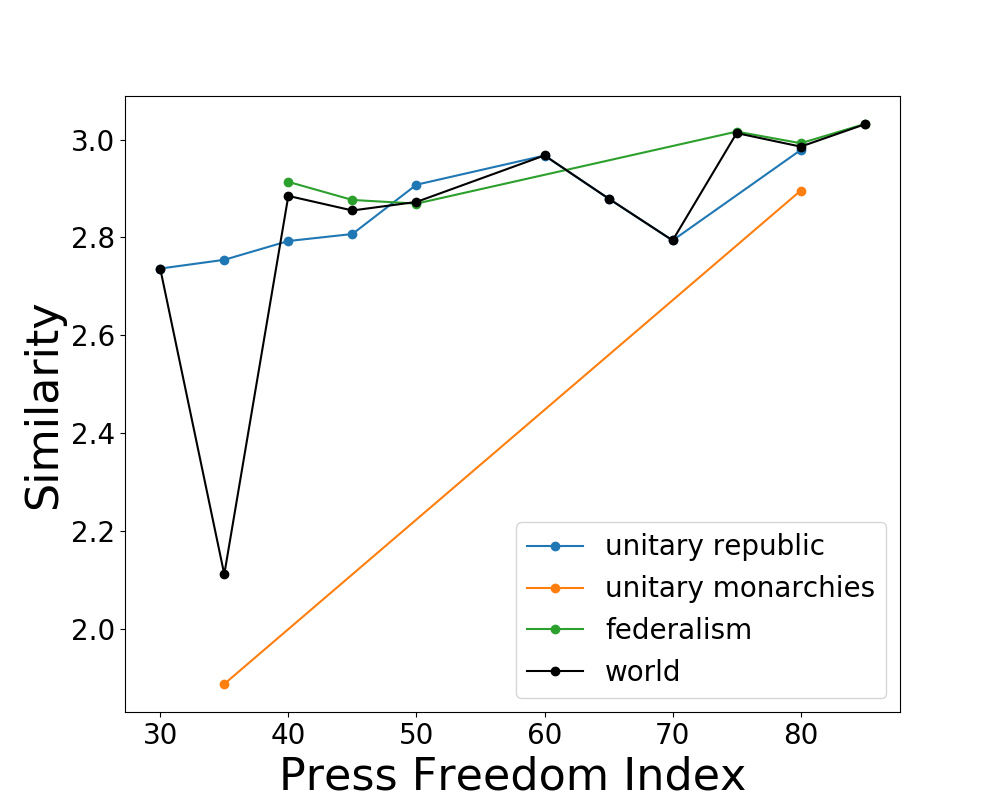 3.0
2.8
2.6
2.4
2.2
2.0
Similarity
30 40 50 60 70 80
Press Freedom Index
unitary republic
unitary monarchies
federalism
world